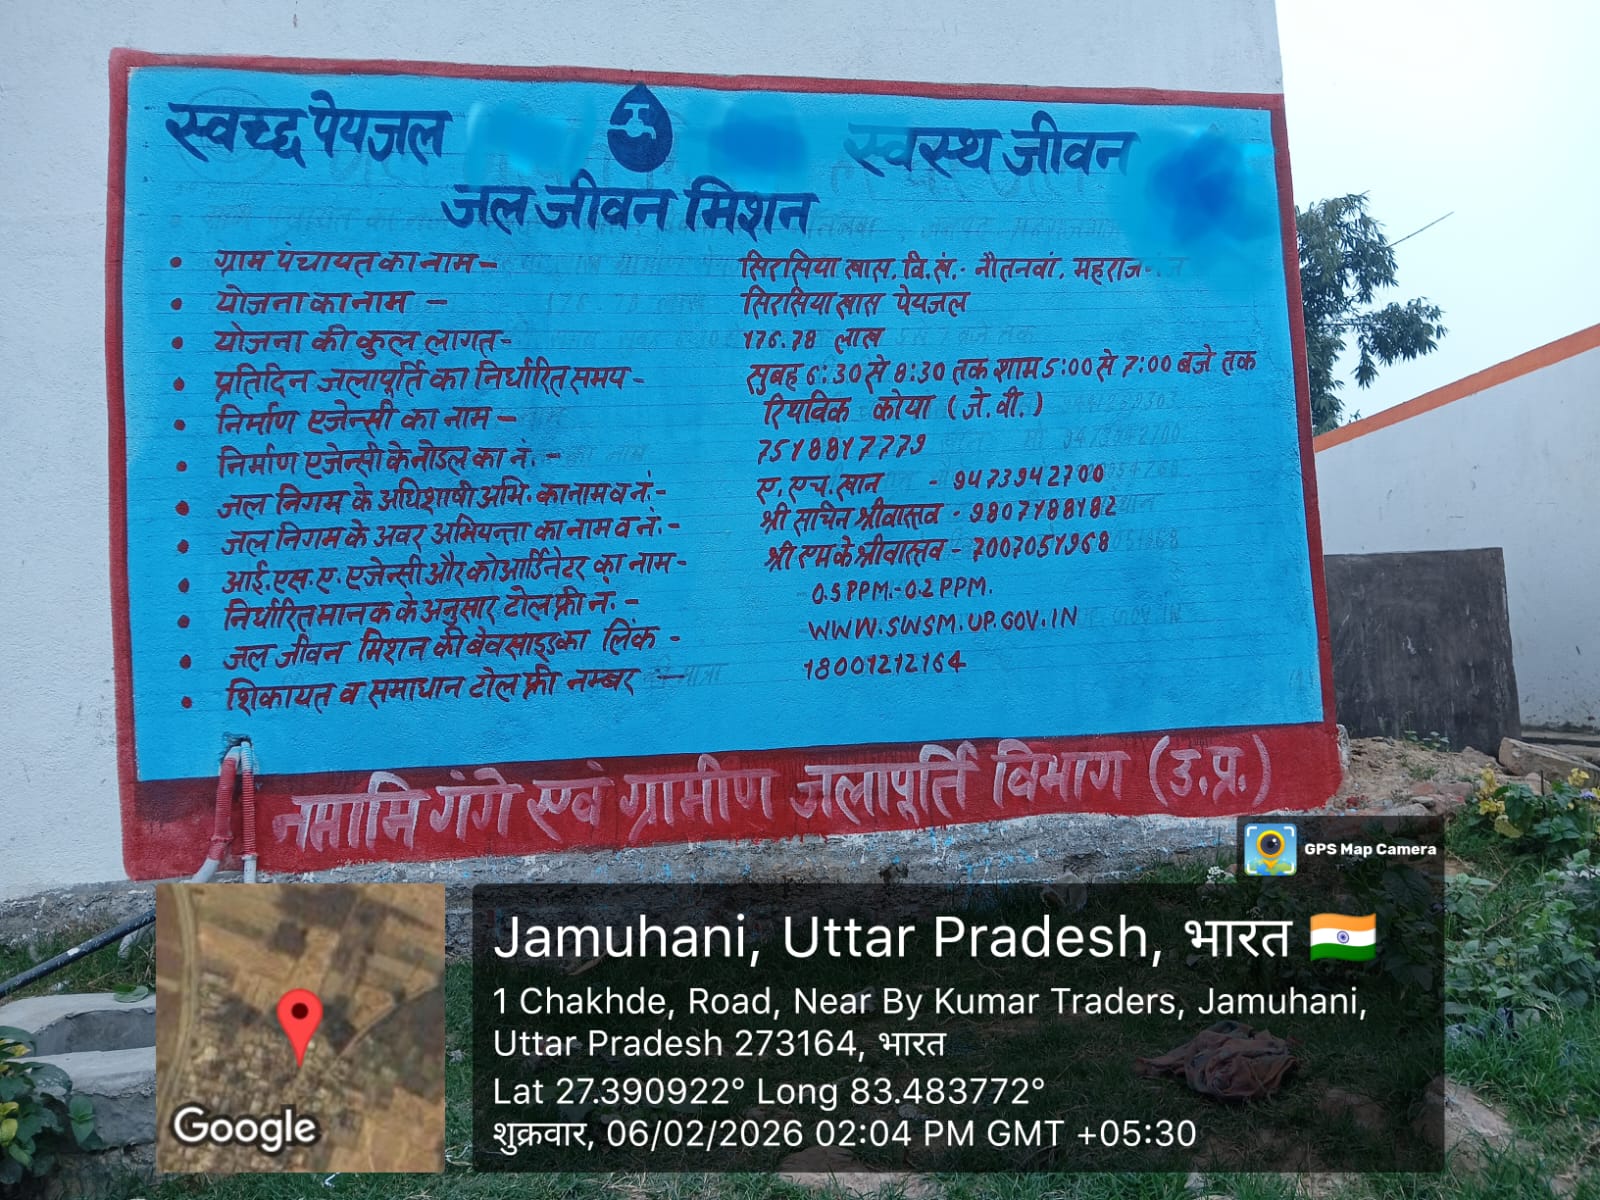 स्वच्छ पेयजल स्वस्थ जीवन
जल जीवन मिशन
• ग्राम पंचायत का नाम - सिरसिया खास, वि.खं.- नौतनवां, महराजगंज
• योजना का नाम - सिरसिया खास पेयजल
• योजना की कुल लागत- 176.78 लाख
• प्रतिदिन जलापूर्ति का निर्धारित समय - सुबह 6:30 से 8:30 तक शाम 5:00 से 7:00 बजे तक
• निर्माण एजेन्सी का नाम - रियविक कोया (जे.वी.)
• निर्माण एजेन्सी के नोडल का नं. - 7518817779
• जल निगम के अधिशाषी अभि. का नाम व नं:- ए. एच. खान - 9473942700
• जल निगम के अवर अभियन्ता का नाम व नं. - श्री सचिन श्रीवास्तव - 9807188182
• आई.एस.ए. एजेन्सी और कोआर्डिनेटर का नाम - श्री एम के श्रीवास्तव - 7007051968
• निर्धारित मानक के अनुसार टोल फ्री नं. - 0.5 PPM.-0.2 PPM.
• जल जीवन मिशन की बेवसाइड का लिंक - WWW.SWSM.UP.GOV.IN
• शिकायत व समाधान टोल फ्री नम्बर - 18001212164
नमामि गंगे एवं ग्रामीण जलापूर्ति विभाग (उ.प्र.)
GPS Map Camera
Jamuhani, Uttar Pradesh, भारत
1 Chakhde, Road, Near By Kumar Traders, Jamuhani,
Uttar Pradesh 273164, भारत
Lat 27.390922° Long 83.483772°
शुक्रवार, 06/02/2026 02:04 PM GMT +05:30
Google